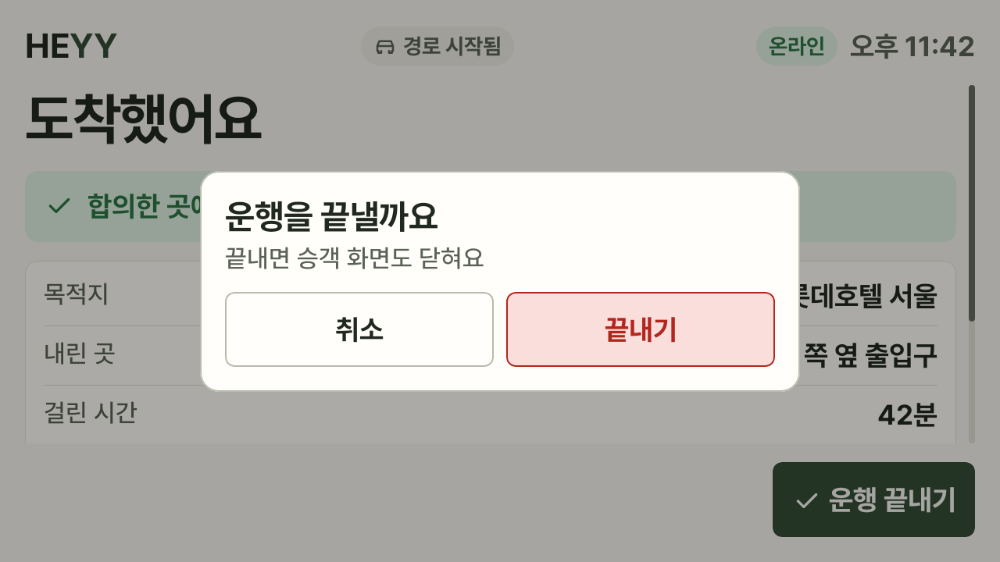 HEYY
경로 시작됨
온라인 오후 11:42
도착했어요
합의한 곳에
운행을 끝낼까요
끝내면 승객 화면도 닫혀요
취소
끝내기
목적지 롯데호텔 서울
내린 곳 쪽 옆 출입구
걸린 시간 42분
운행 끝내기